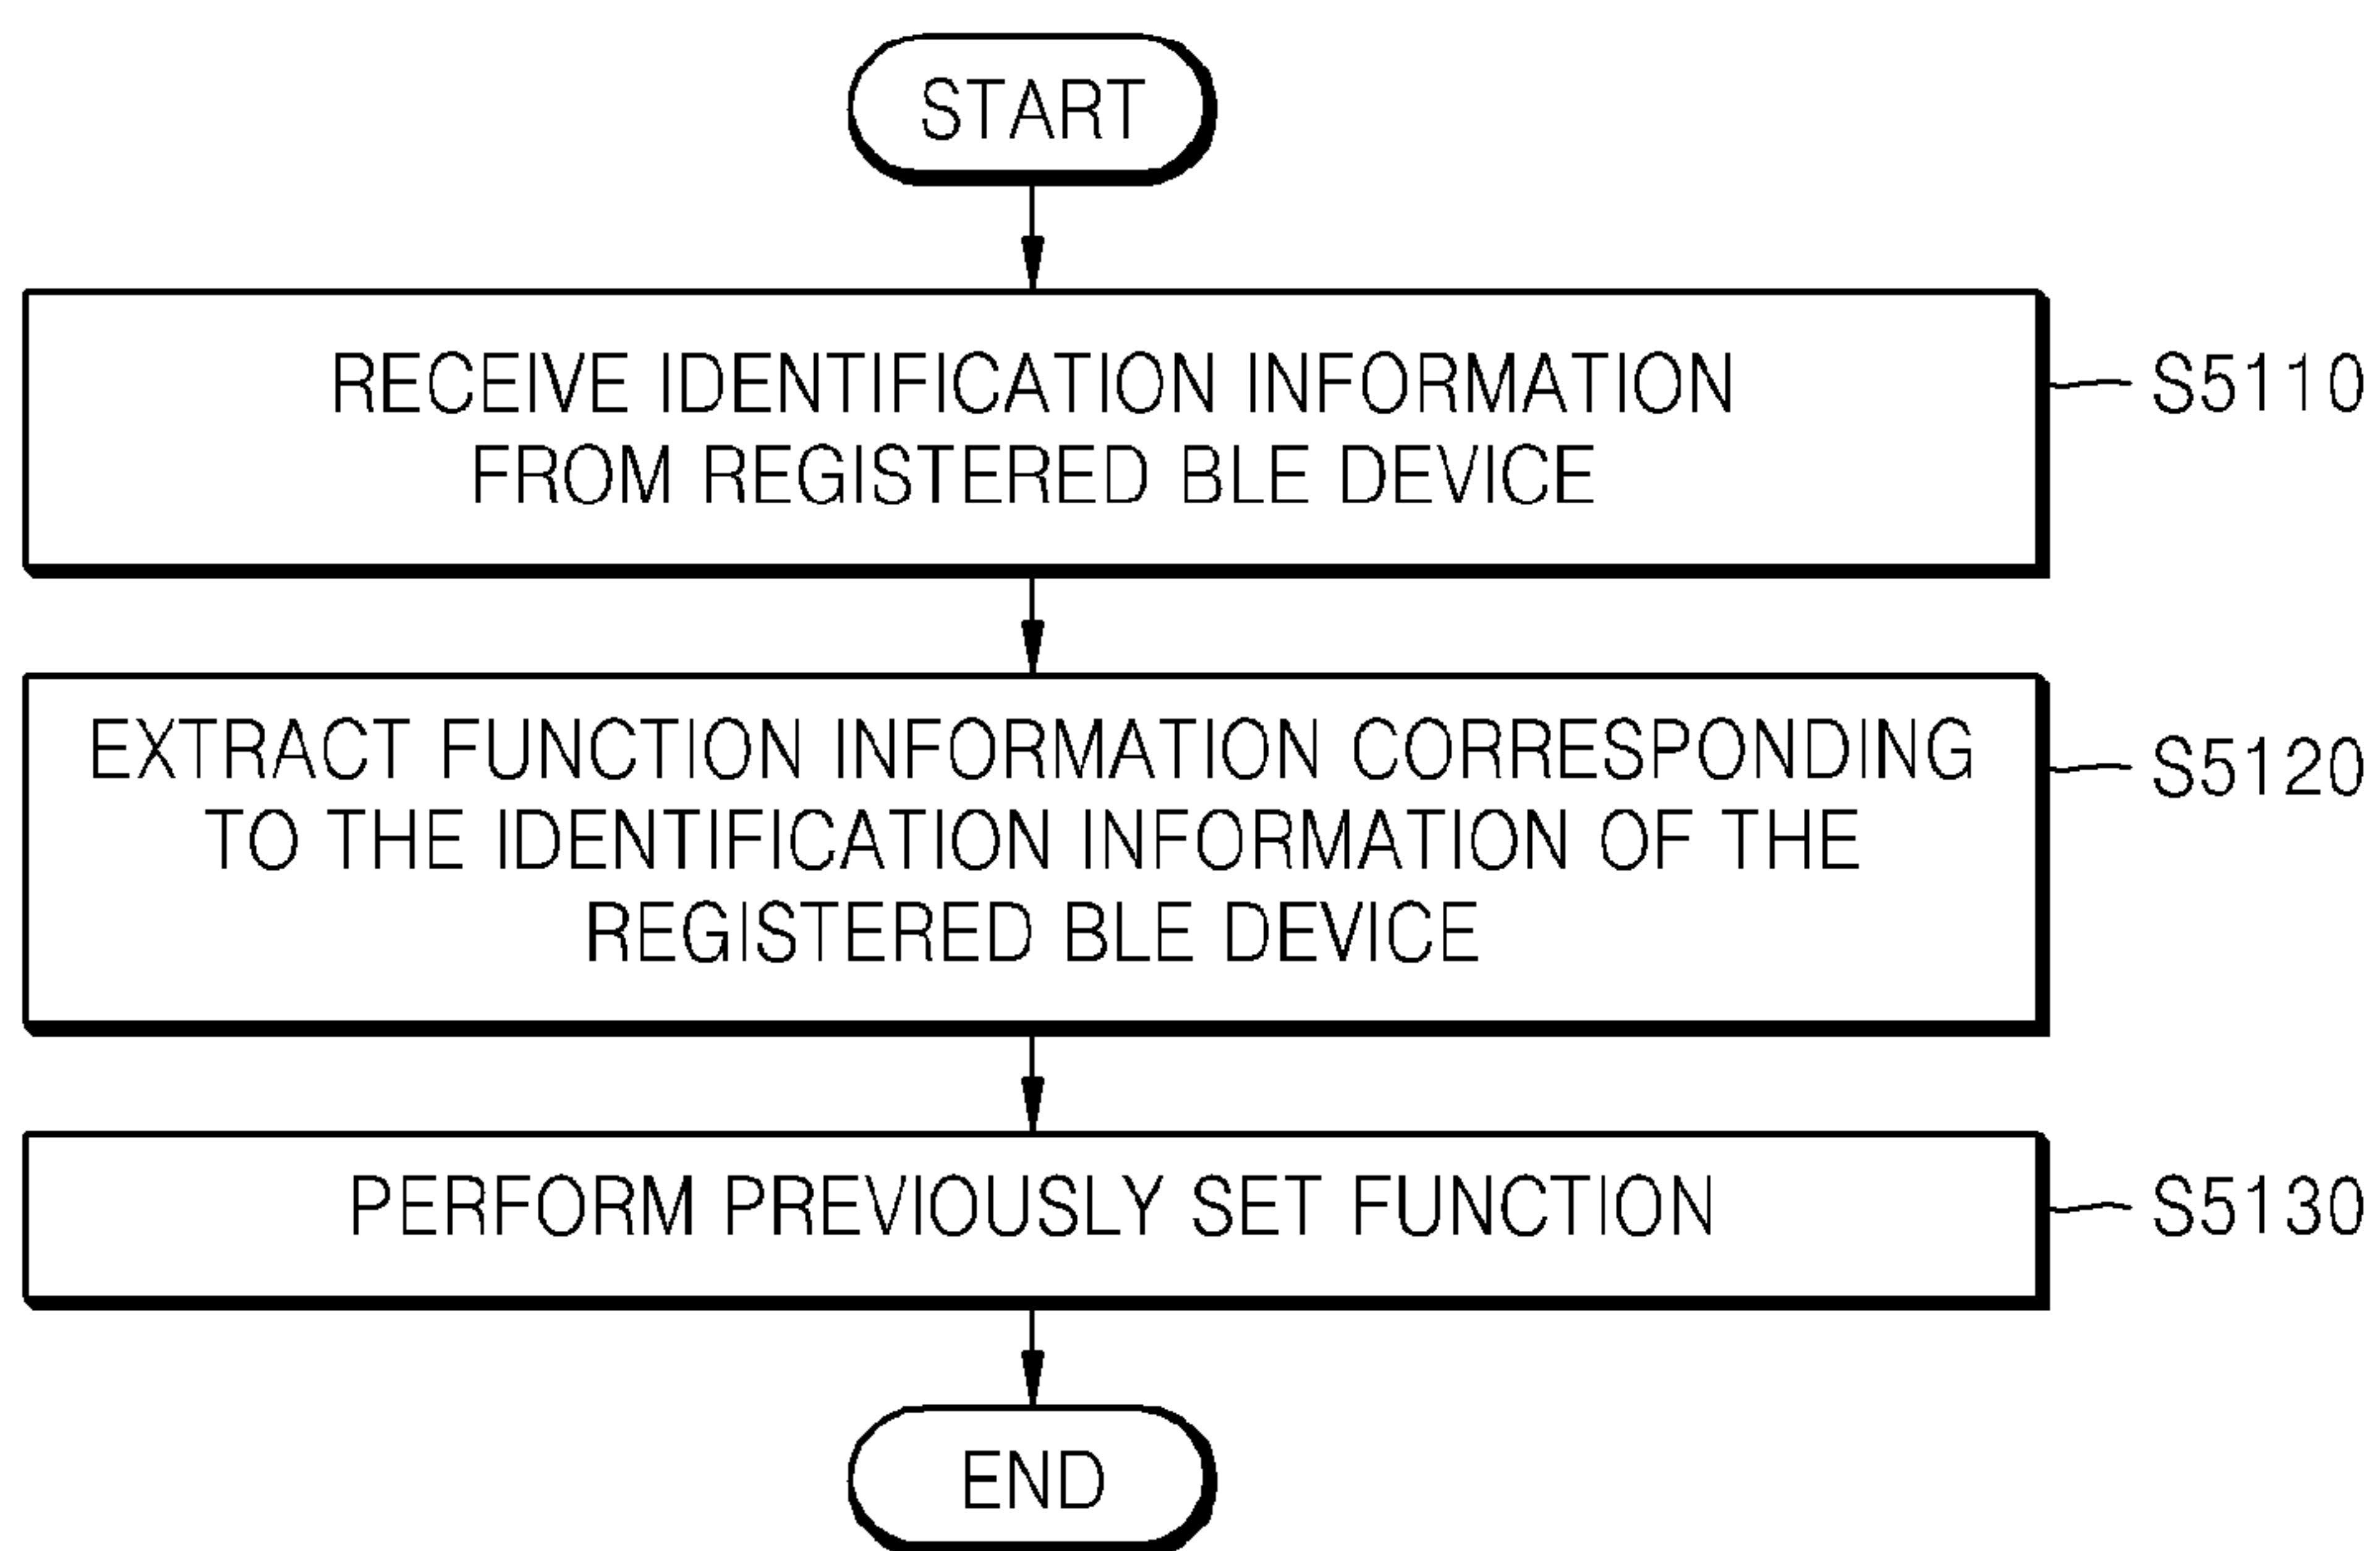 START
RECEIVE IDENTIFICATION INFORMATION
FROM REGISTERED BLE DEVICE
S5110
EXTRACT FUNCTION INFORMATION CORRESPONDING
TO THE IDENTIFICATION INFORMATION OF THE
REGISTERED BLE DEVICE
S5120
PERFORM PREVIOUSLY SET FUNCTION
S5130
END